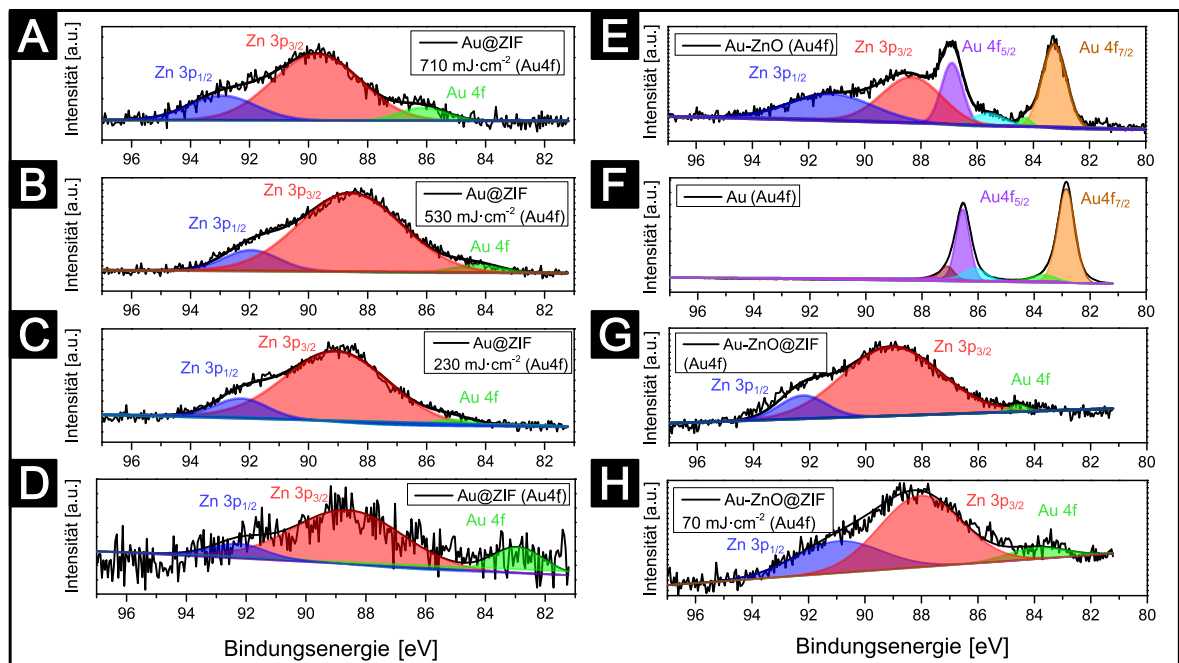 A
Intensität [a.u.]
Zn 3p1/2
Zn 3p3/2
Au 4f
Au@ZIF
710 mJ·cm⁻² (Au4f)
96 94 92 90 88 86 84 82
B
Intensität [a.u.]
Zn 3p1/2
Zn 3p3/2
Au 4f
Au@ZIF
530 mJ·cm⁻² (Au4f)
96 94 92 90 88 86 84 82
C
Intensität [a.u.]
Zn 3p1/2
Zn 3p3/2
Au 4f
Au@ZIF
230 mJ·cm⁻² (Au4f)
96 94 92 90 88 86 84 82
D
Intensität [a.u.]
Zn 3p1/2
Zn 3p3/2
Au 4f
Au@ZIF (Au4f)
96 94 92 90 88 86 84 82
Bindungsenergie [eV]
E
Intensität [a.u.]
Au-ZnO (Au4f)
Zn 3p1/2
Zn 3p3/2
Au 4f5/2
Au 4f7/2
96 94 92 90 88 86 84 82 80
F
Intensität [a.u.]
Au (Au4f)
Au4f5/2
Au4f7/2
96 94 92 90 88 86 84 82 80
G
Intensität [a.u.]
Au-ZnO@ZIF
(Au4f)
Zn 3p1/2
Zn 3p3/2
Au 4f
96 94 92 90 88 86 84 82 80
H
Intensität [a.u.]
Au-ZnO@ZIF
70 mJ·cm⁻² (Au4f)
Zn 3p1/2
Zn 3p3/2
Au 4f
96 94 92 90 88 86 84 82 80
Bindungsenergie [eV]